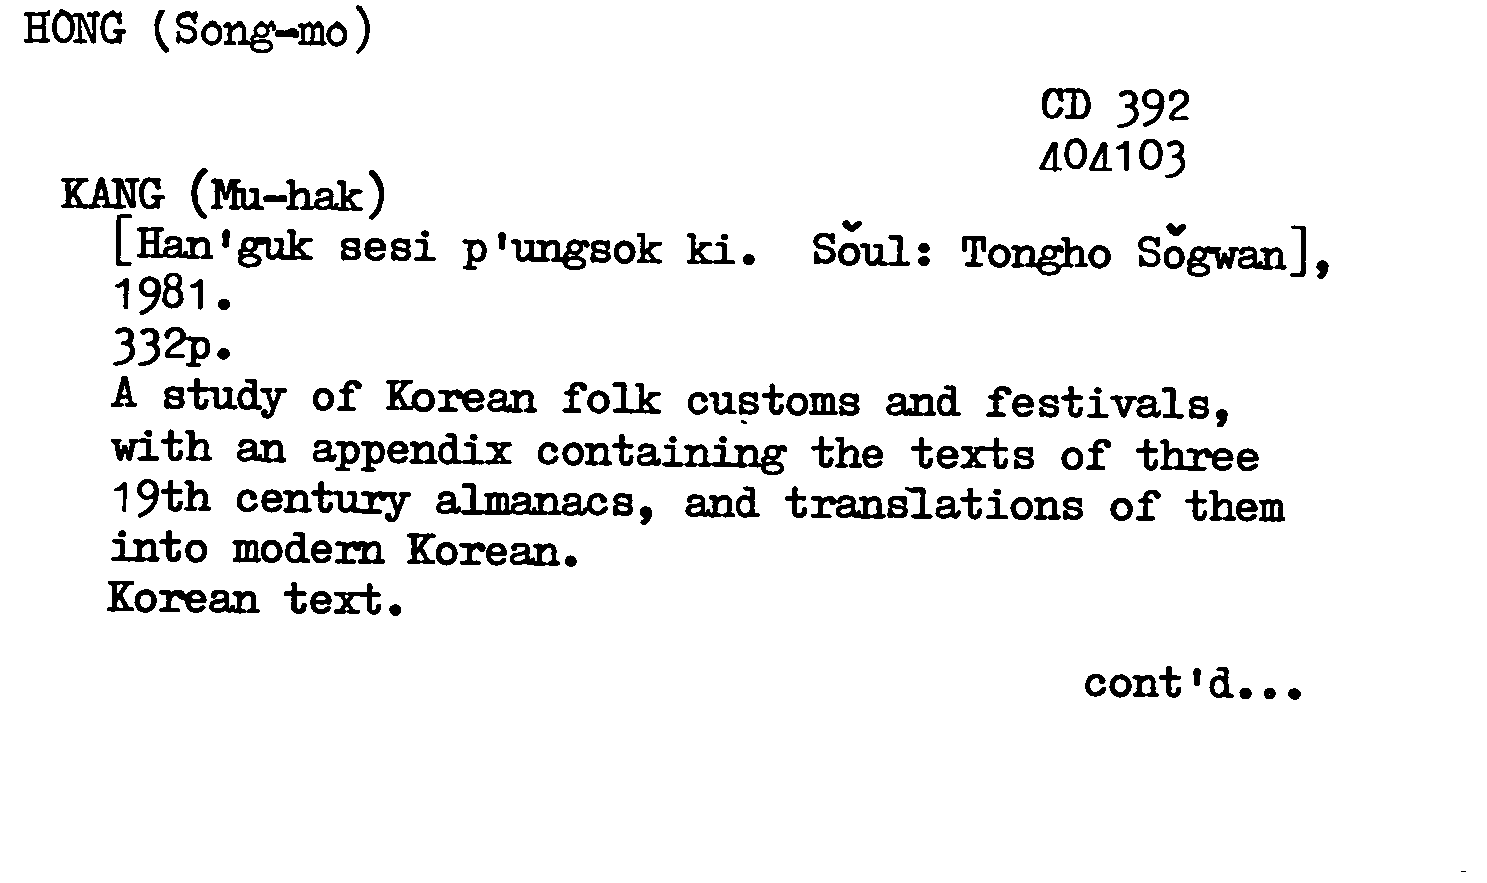 HONG (Song-mo)
CD 392
404103
KANG (Mu-hak)
[Han'guk sesi p'ungsok ki. Sŏul: Tongho Sŏgwan],
1981.
332p.
A study of Korean folk customs and festivals,
with an appendix containing the texts of three
19th century almanacs, and translations of them
into modern Korean.
Korean text.
cont'd...